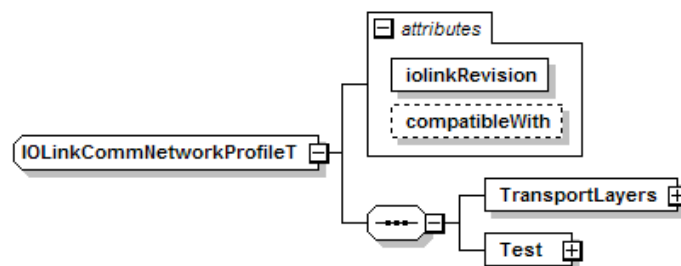 attributes
iolinkRevision
compatibleWith
IOLinkCommNetworkProfileT
TransportLayers
Test